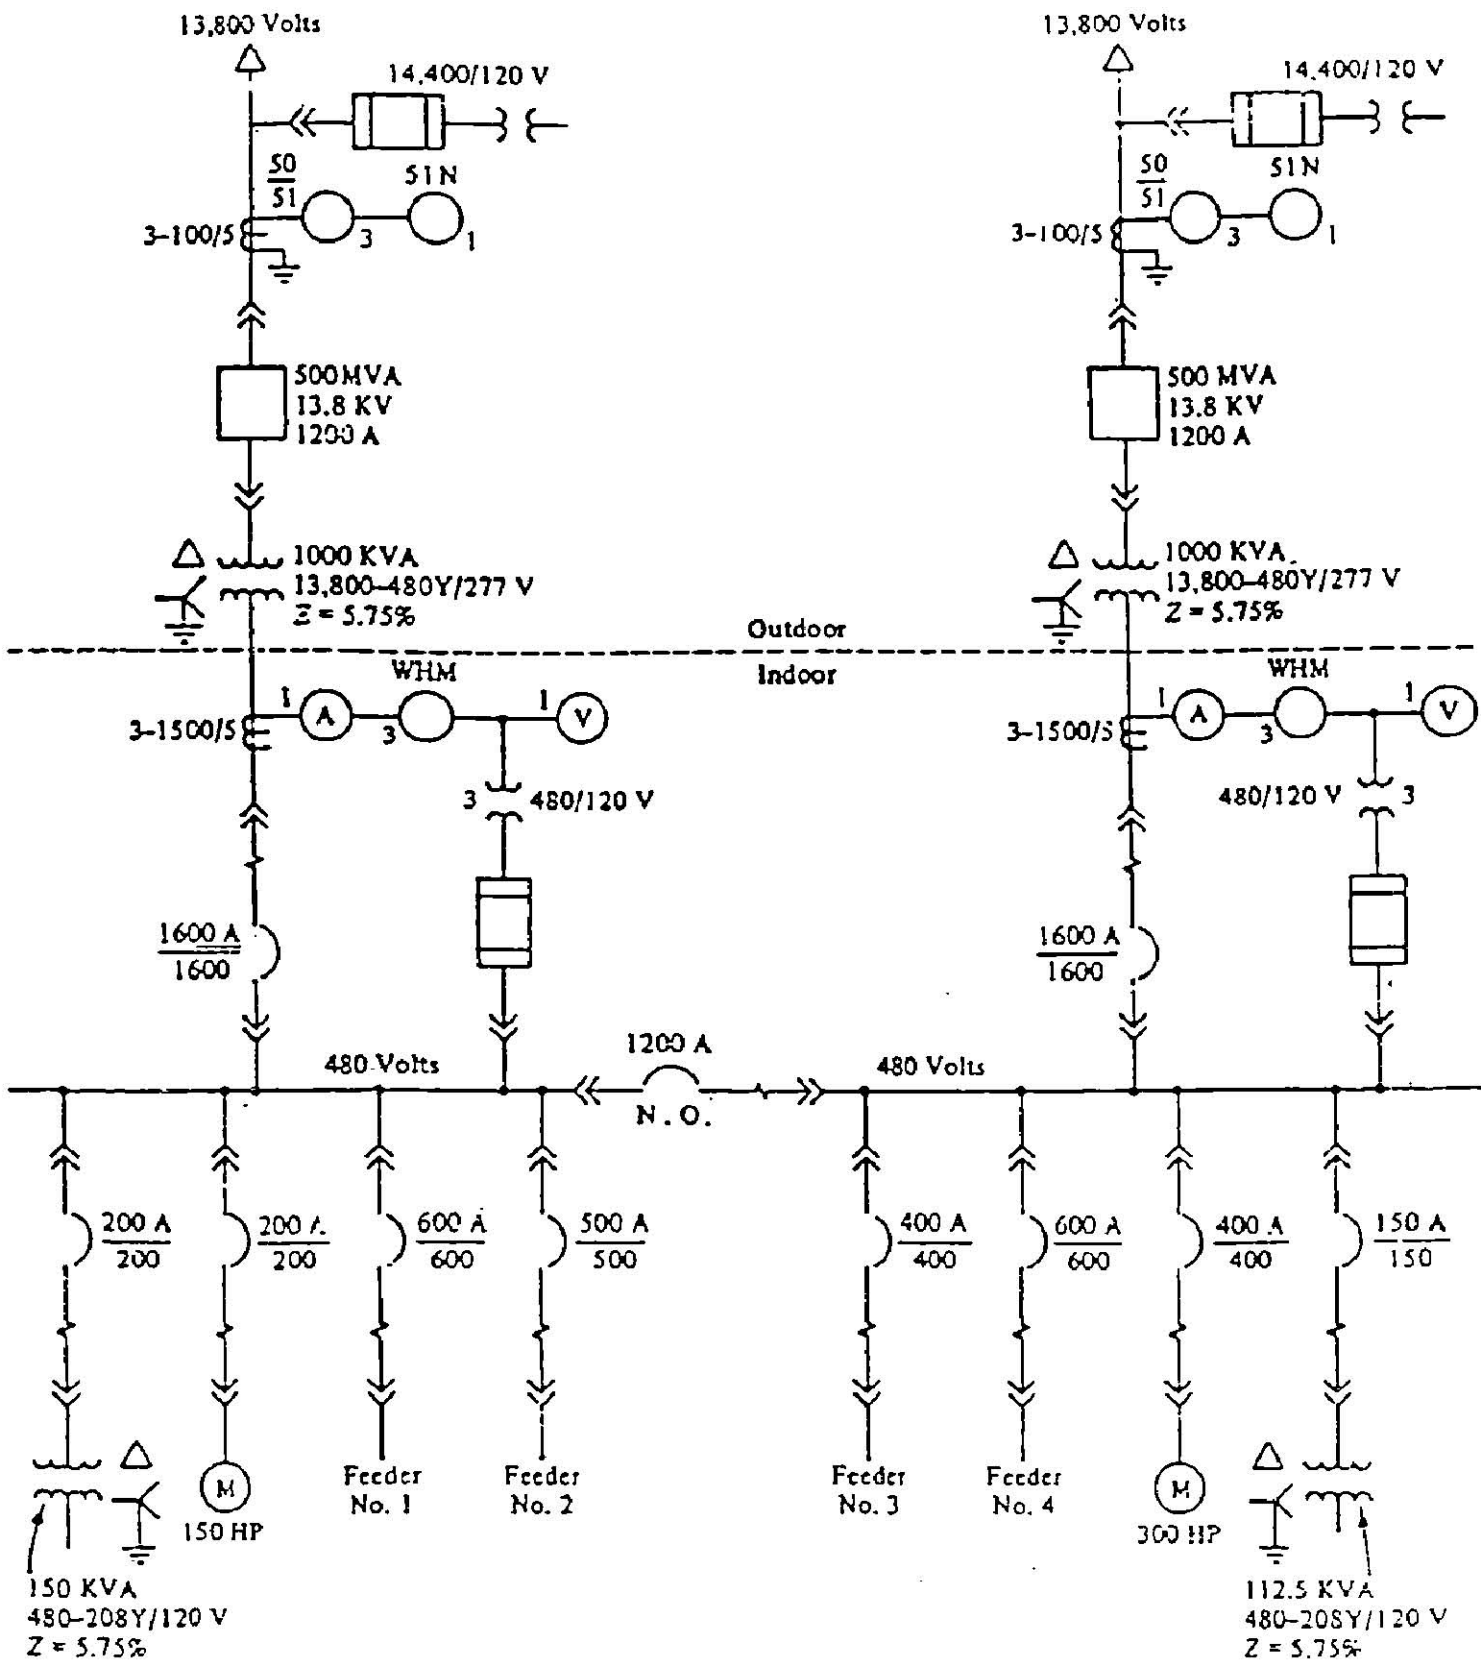 13,800 Volts
14,400/120 V
50
51
51N
3-100/5
3
1
500MVA
13.8 KV
1200 A
1000 KVA
13,800-480Y/277 V
Z = 5.75%
13,800 Volts
14,400/120 V
50
51
51N
3-100/5
3
1
500 MVA
13.8 KV
1200 A
1000 KVA
13,800-480Y/277 V
Z = 5.75%
Outdoor
Indoor
WHM
1
A
3
1
V
3-1500/5
3
480/120 V
1600 A
1600
WHM
1
A
3
1
V
3-1500/5
480/120 V
3
1600 A
1600
480 Volts
1200 A
N.O.
480 Volts
200 A
200
200 A
200
600 A
600
500 A
500
400 A
400
600 A
600
400 A
400
150 A
150
M
150 HP
Feeder
No. 1
Feeder
No. 2
Feeder
No. 3
Feeder
No. 4
M
300 HP
150 KVA
480-208Y/120 V
Z = 5.75%
112.5 KVA
480-208Y/120 V
Z = 5.75%